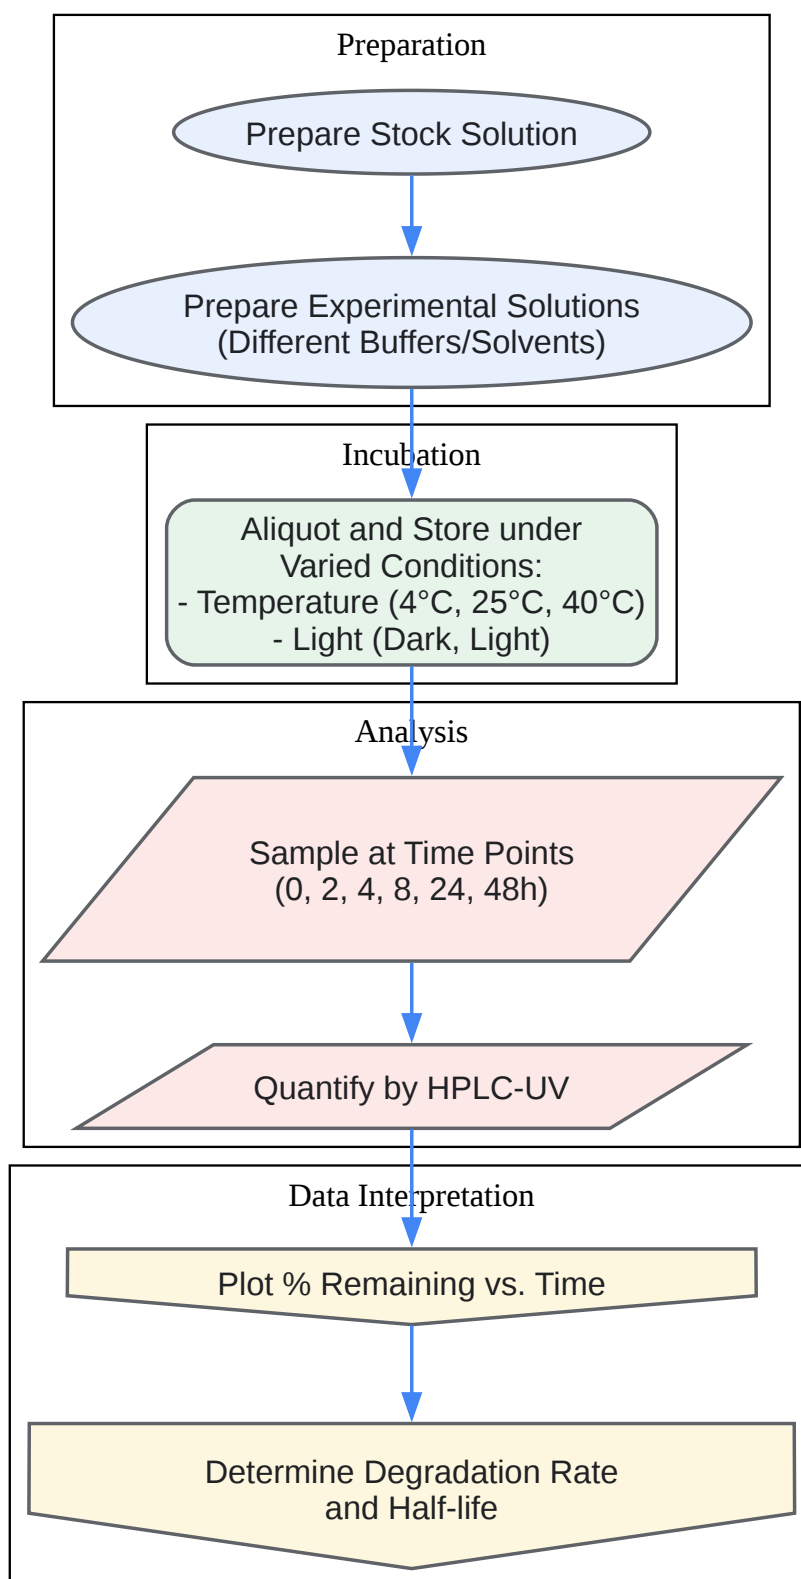 Preparation
Prepare Stock Solution
Prepare Experimental Solutions
(Different Buffers/Solvents)
Incubation
Aliquot and Store under
Varied Conditions:
- Temperature (4°C, 25°C, 40°C)
- Light (Dark, Light)
Analysis
Sample at Time Points
(0, 2, 4, 8, 24, 48h)
Quantify by HPLC-UV
Data Interpretation
Plot % Remaining vs. Time
Determine Degradation Rate
and Half-life